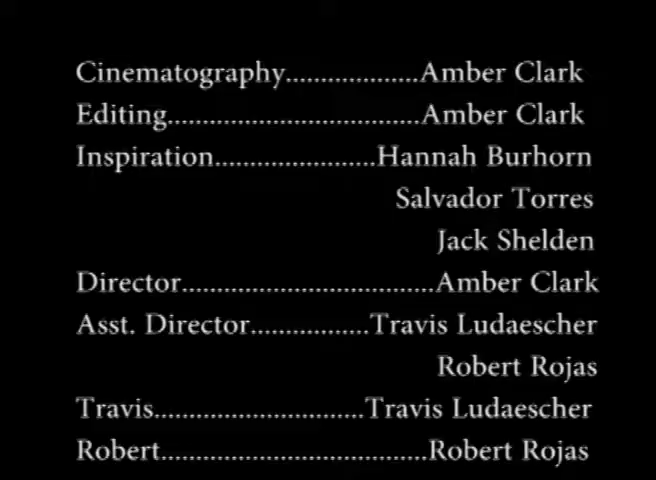 Cinematography...................Amber Clark
Editing....................................Amber Clark
Inspiration.......................Hannah Burhorn
Salvador Torres
Jack Shelden
Director....................................Amber Clark
Asst. Director.................Travis Ludaescher
Robert Rojas
Travis..............................Travis Ludaescher
Robert......................................Robert Rojas